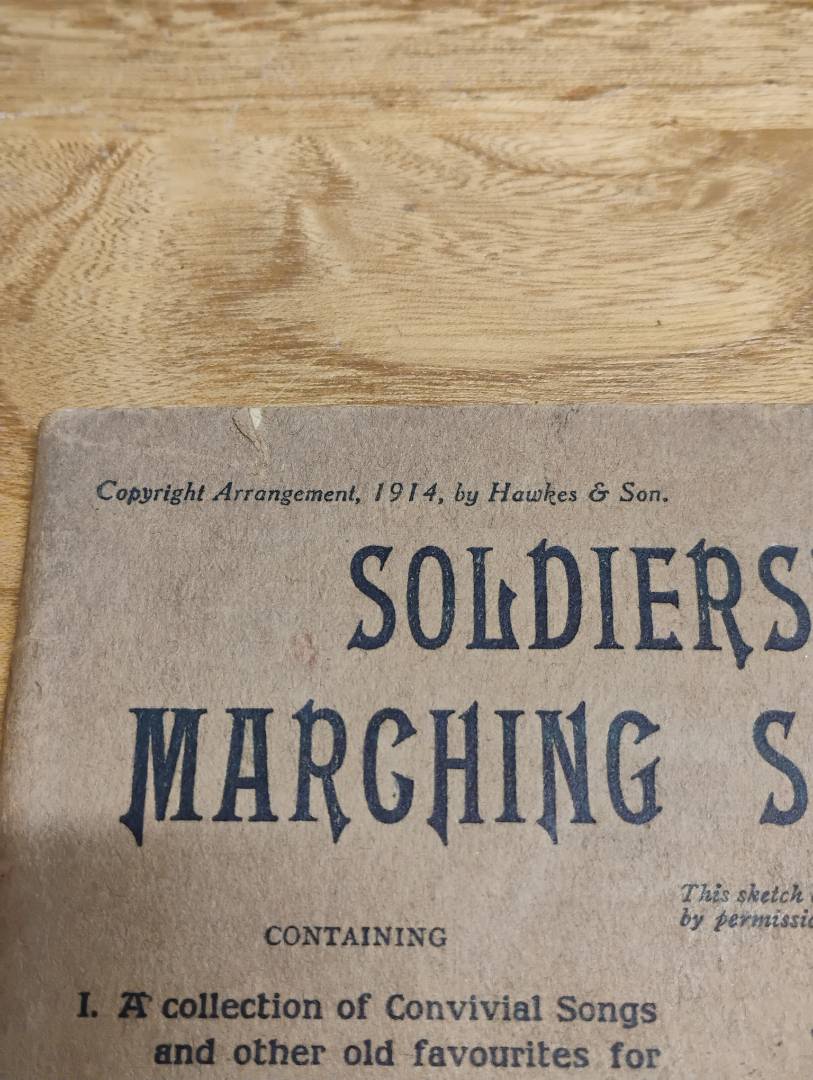 Copyright Arrangement, 1914, by Hawkes & Son.
SOLDIERS'
MARCHING S
This sketch
by permissi
CONTAINING
I. A collection of Convivial Songs
and other old favourites for